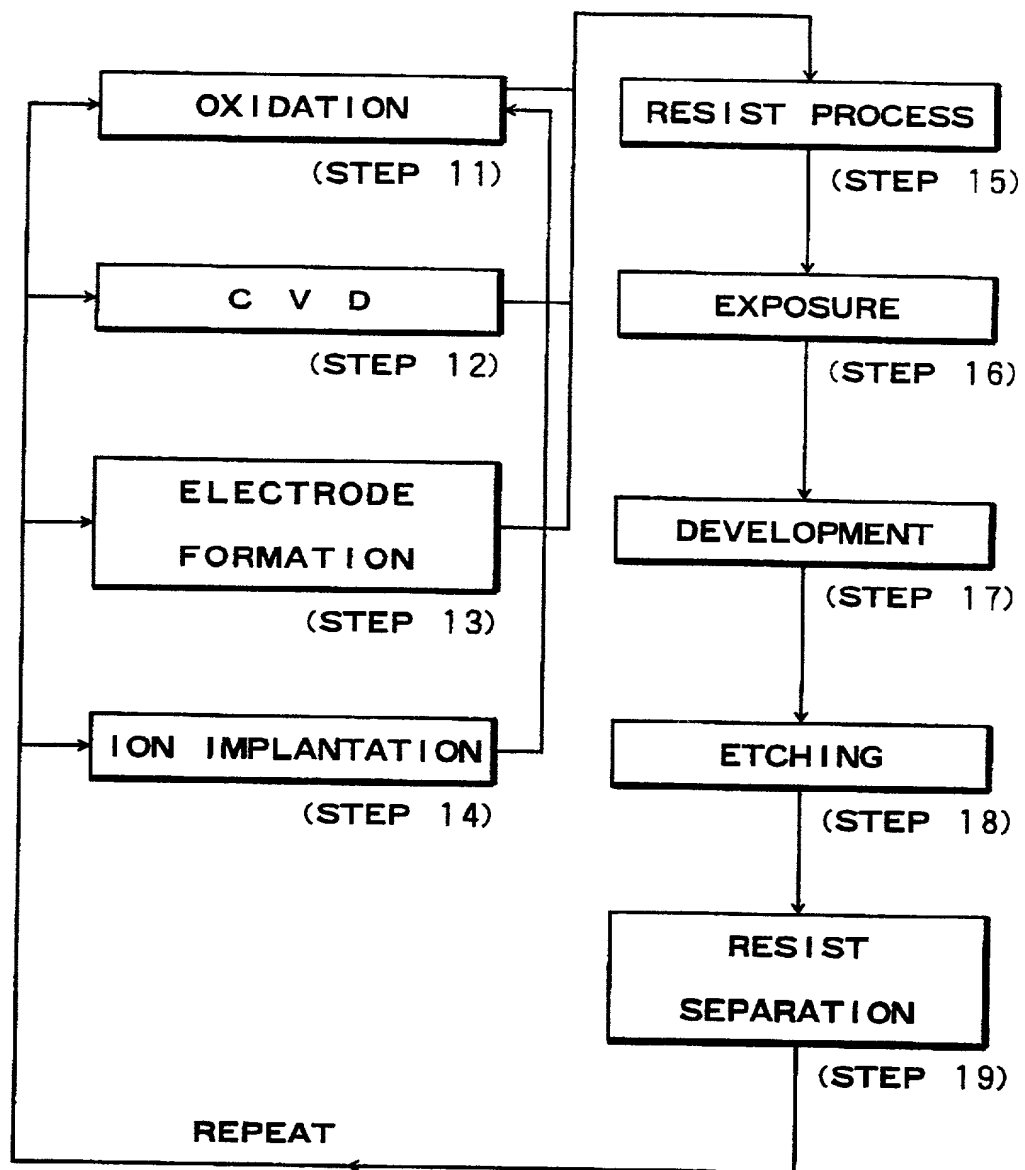 OXIDATION
(STEP 11)
CVD
(STEP 12)
ELECTRODE
FORMATION
(STEP 13)
ION IMPLANTATION
(STEP 14)
RESIST PROCESS
(STEP 15)
EXPOSURE
(STEP 16)
DEVELOPMENT
(STEP 17)
ETCHING
(STEP 18)
RESIST
SEPARATION
(STEP 19)
REPEAT